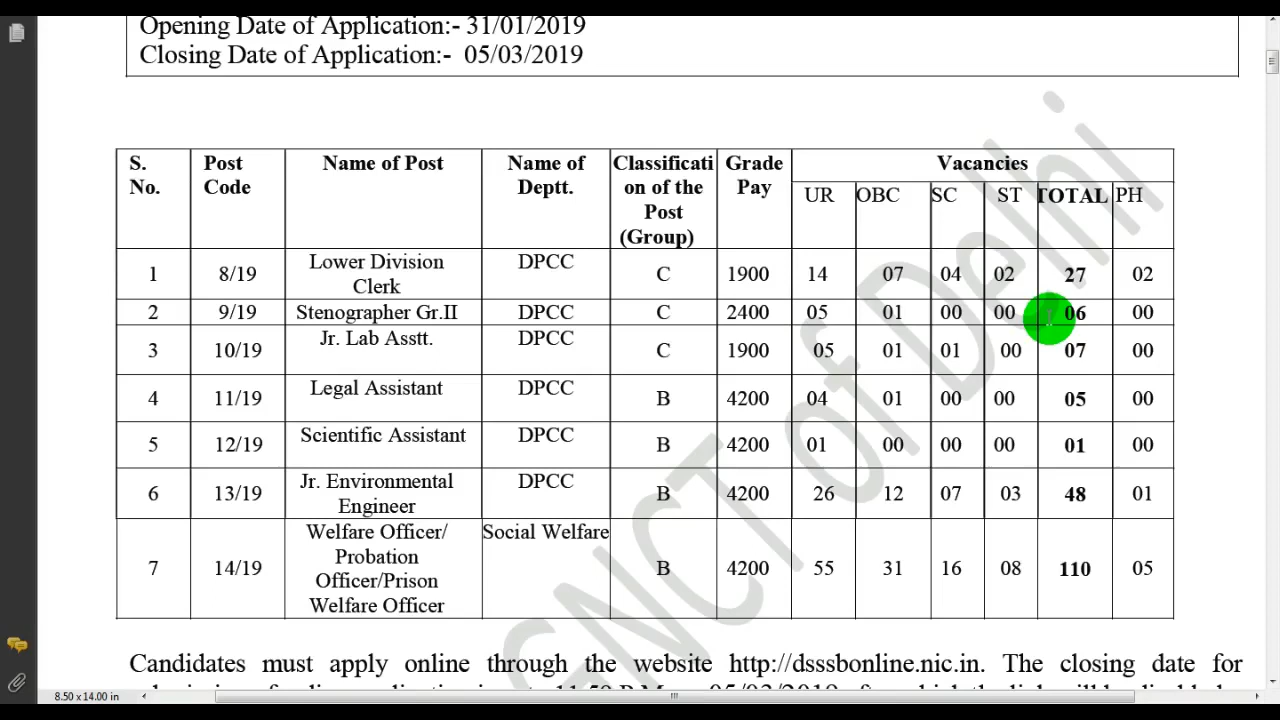 Opening Date of Application:- 31/01/2019
Closing Date of Application:-  05/03/2019
S. No. Post Code Name of Post Name of Deptt. Classificati on of the Post (Group) Grade Pay Vacancies
UR OBC SC ST TOTAL PH
1 8/19 Lower Division Clerk DPCC C 1900 14 07 04 02 27 02
2 9/19 Stenographer Gr.II DPCC C 2400 05 01 00 00 06 00
3 10/19 Jr. Lab Asstt. DPCC C 1900 05 01 01 00 07 00
4 11/19 Legal Assistant DPCC B 4200 04 01 00 00 05 00
5 12/19 Scientific Assistant DPCC B 4200 01 00 00 00 01 00
6 13/19 Jr. Environmental Engineer DPCC B 4200 26 12 07 03 48 01
7 14/19 Welfare Officer/ Probation Officer/Prison Welfare Officer Social Welfare B 4200 55 31 16 08 110 05
GNCT of Delhi
Candidates must apply online through the website http://dsssbonline.nic.in. The closing date for
8.50 x 14.00 in